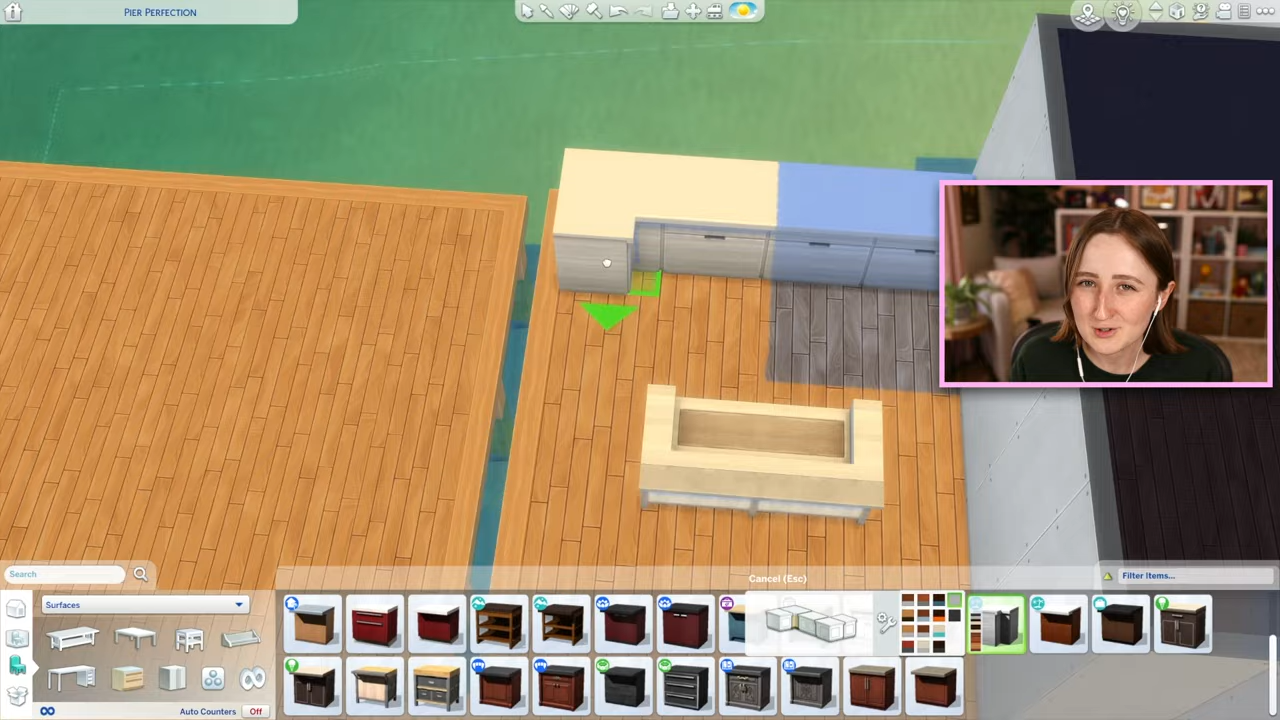 PIER PERFECTION
Cancel (Esc)
Search
Filter Items...
Surfaces
Auto Counters
Off